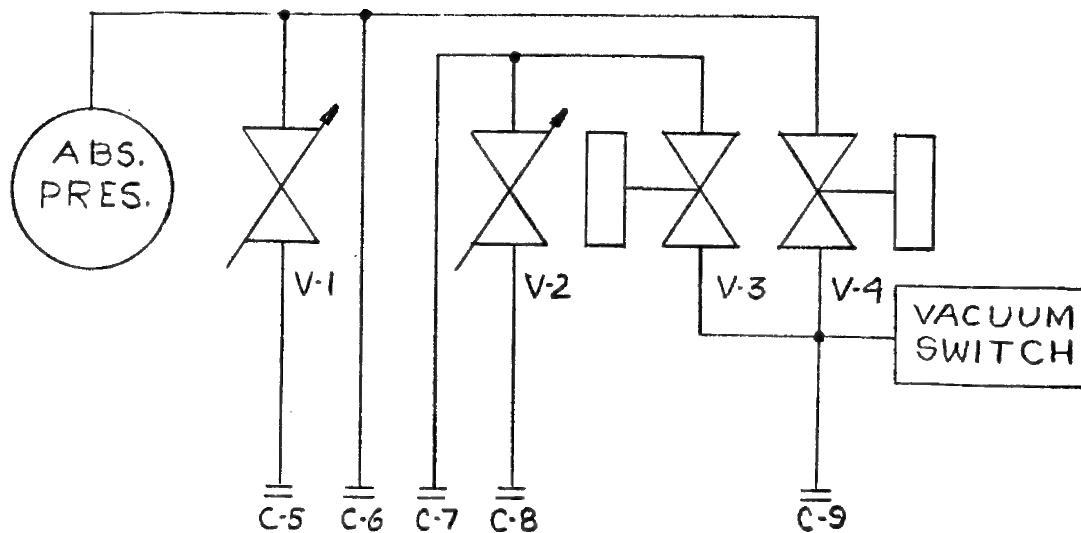 ABS.
PRES.
V-1
V-2
V-3
V-4
VACUUM
SWITCH
C-5
C-6
C-7
C-8
C-9